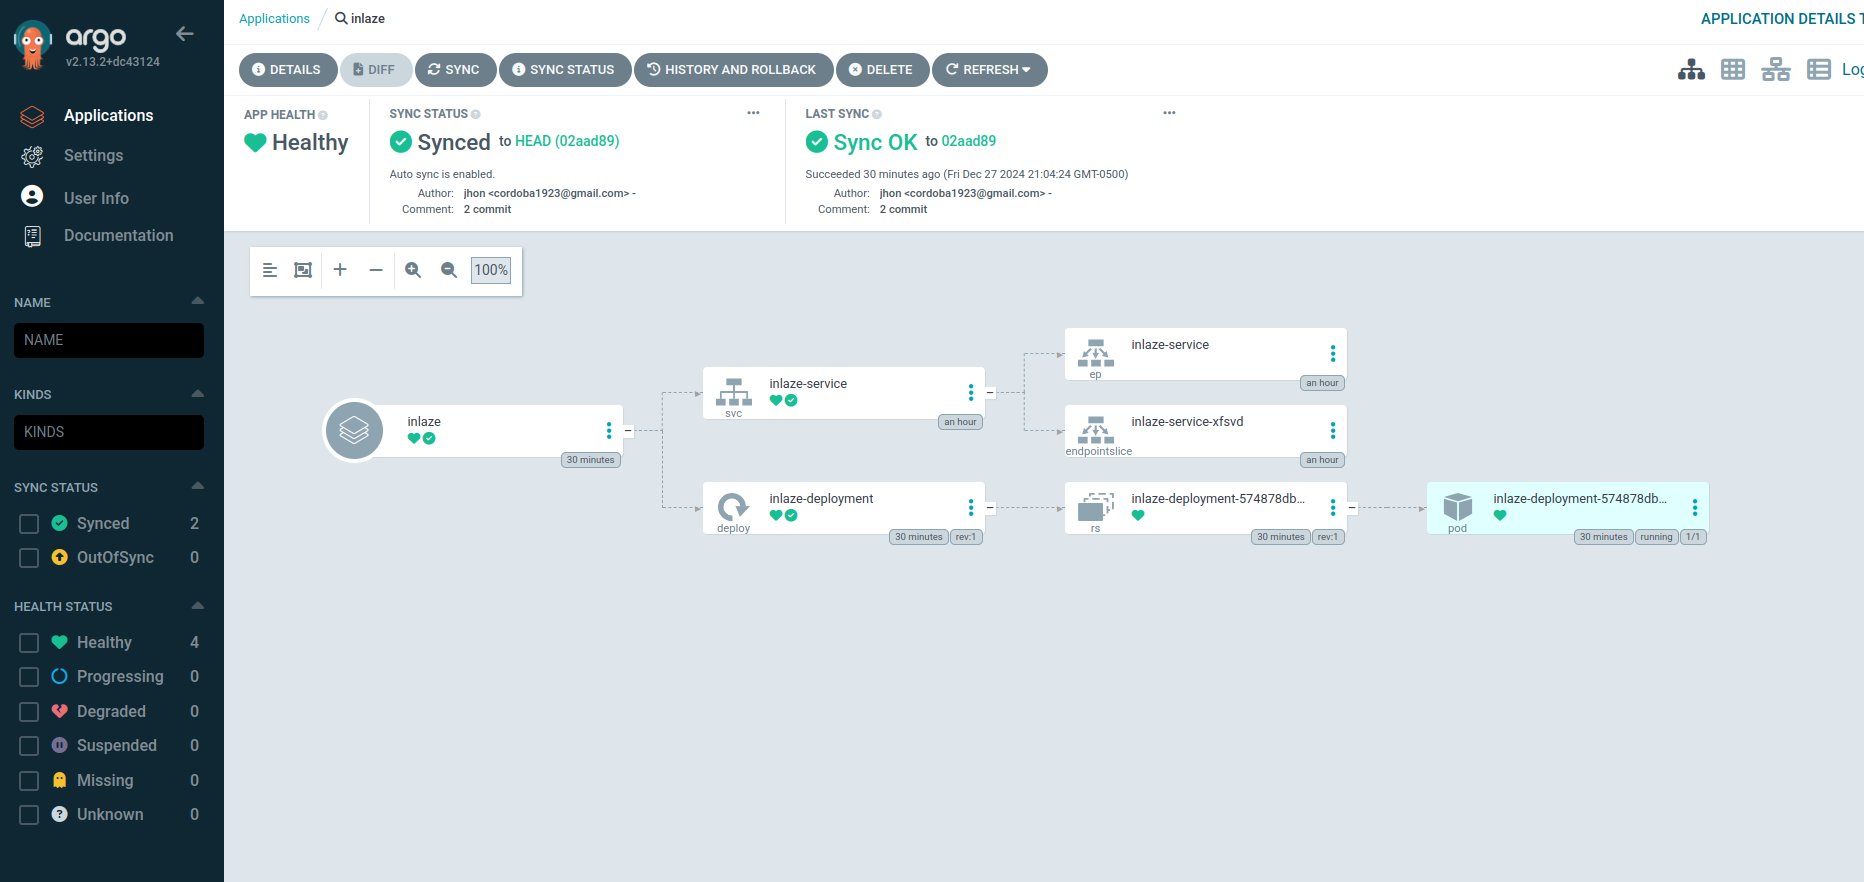 argo
v2.13.2+dc43124
Applications
Settings
User Info
Documentation
NAME
NAME
KINDS
KINDS
SYNC STATUS
Synced 2
OutOfSync 0
HEALTH STATUS
Healthy 4
Progressing 0
Degraded 0
Suspended 0
Missing 0
Unknown 0
Applications / inlaze
APPLICATION DETAILS T
DETAILS DIFF SYNC SYNC STATUS HISTORY AND ROLLBACK DELETE REFRESH
Log
APP HEALTH
Healthy
SYNC STATUS
Synced to HEAD (02aad89)
Auto sync is enabled.
Author: jhon <cordoba1923@gmail.com> -
Comment: 2 commit
LAST SYNC
Sync OK to 02aad89
Succeeded 30 minutes ago (Fri Dec 27 2024 21:04:24 GMT-0500)
Author: jhon <cordoba1923@gmail.com> -
Comment: 2 commit
100%
inlaze
30 minutes
inlaze-service
svc
an hour
inlaze-deployment
deploy
30 minutes rev:1
inlaze-service
ep
an hour
inlaze-service-xfsvd
endpointslice
an hour
inlaze-deployment-574878db...
rs
30 minutes rev:1
inlaze-deployment-574878db...
pod
30 minutes running 1/1